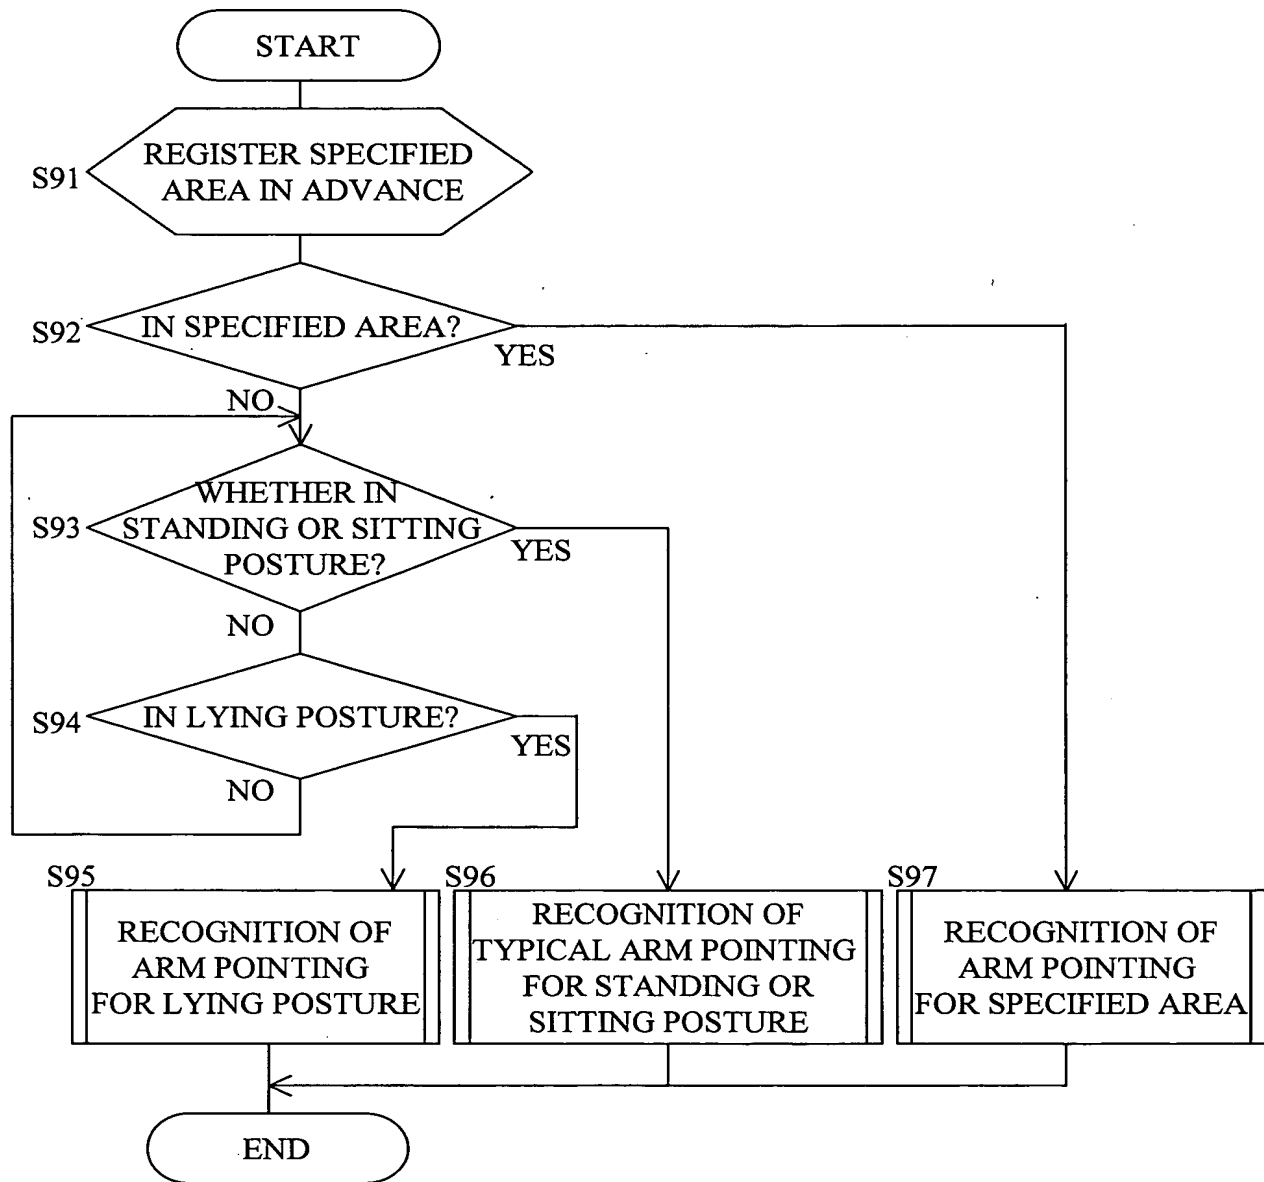 START
REGISTER SPECIFIED
AREA IN ADVANCE
S91
IN SPECIFIED AREA?
S92
YES
NO
WHETHER IN
STANDING OR SITTING
POSTURE?
S93
YES
NO
IN LYING POSTURE?
S94
YES
NO
S95
RECOGNITION OF
ARM POINTING
FOR LYING POSTURE
S96
RECOGNITION OF
TYPICAL ARM POINTING
FOR STANDING OR
SITTING POSTURE
S97
RECOGNITION OF
ARM POINTING
FOR SPECIFIED AREA
END